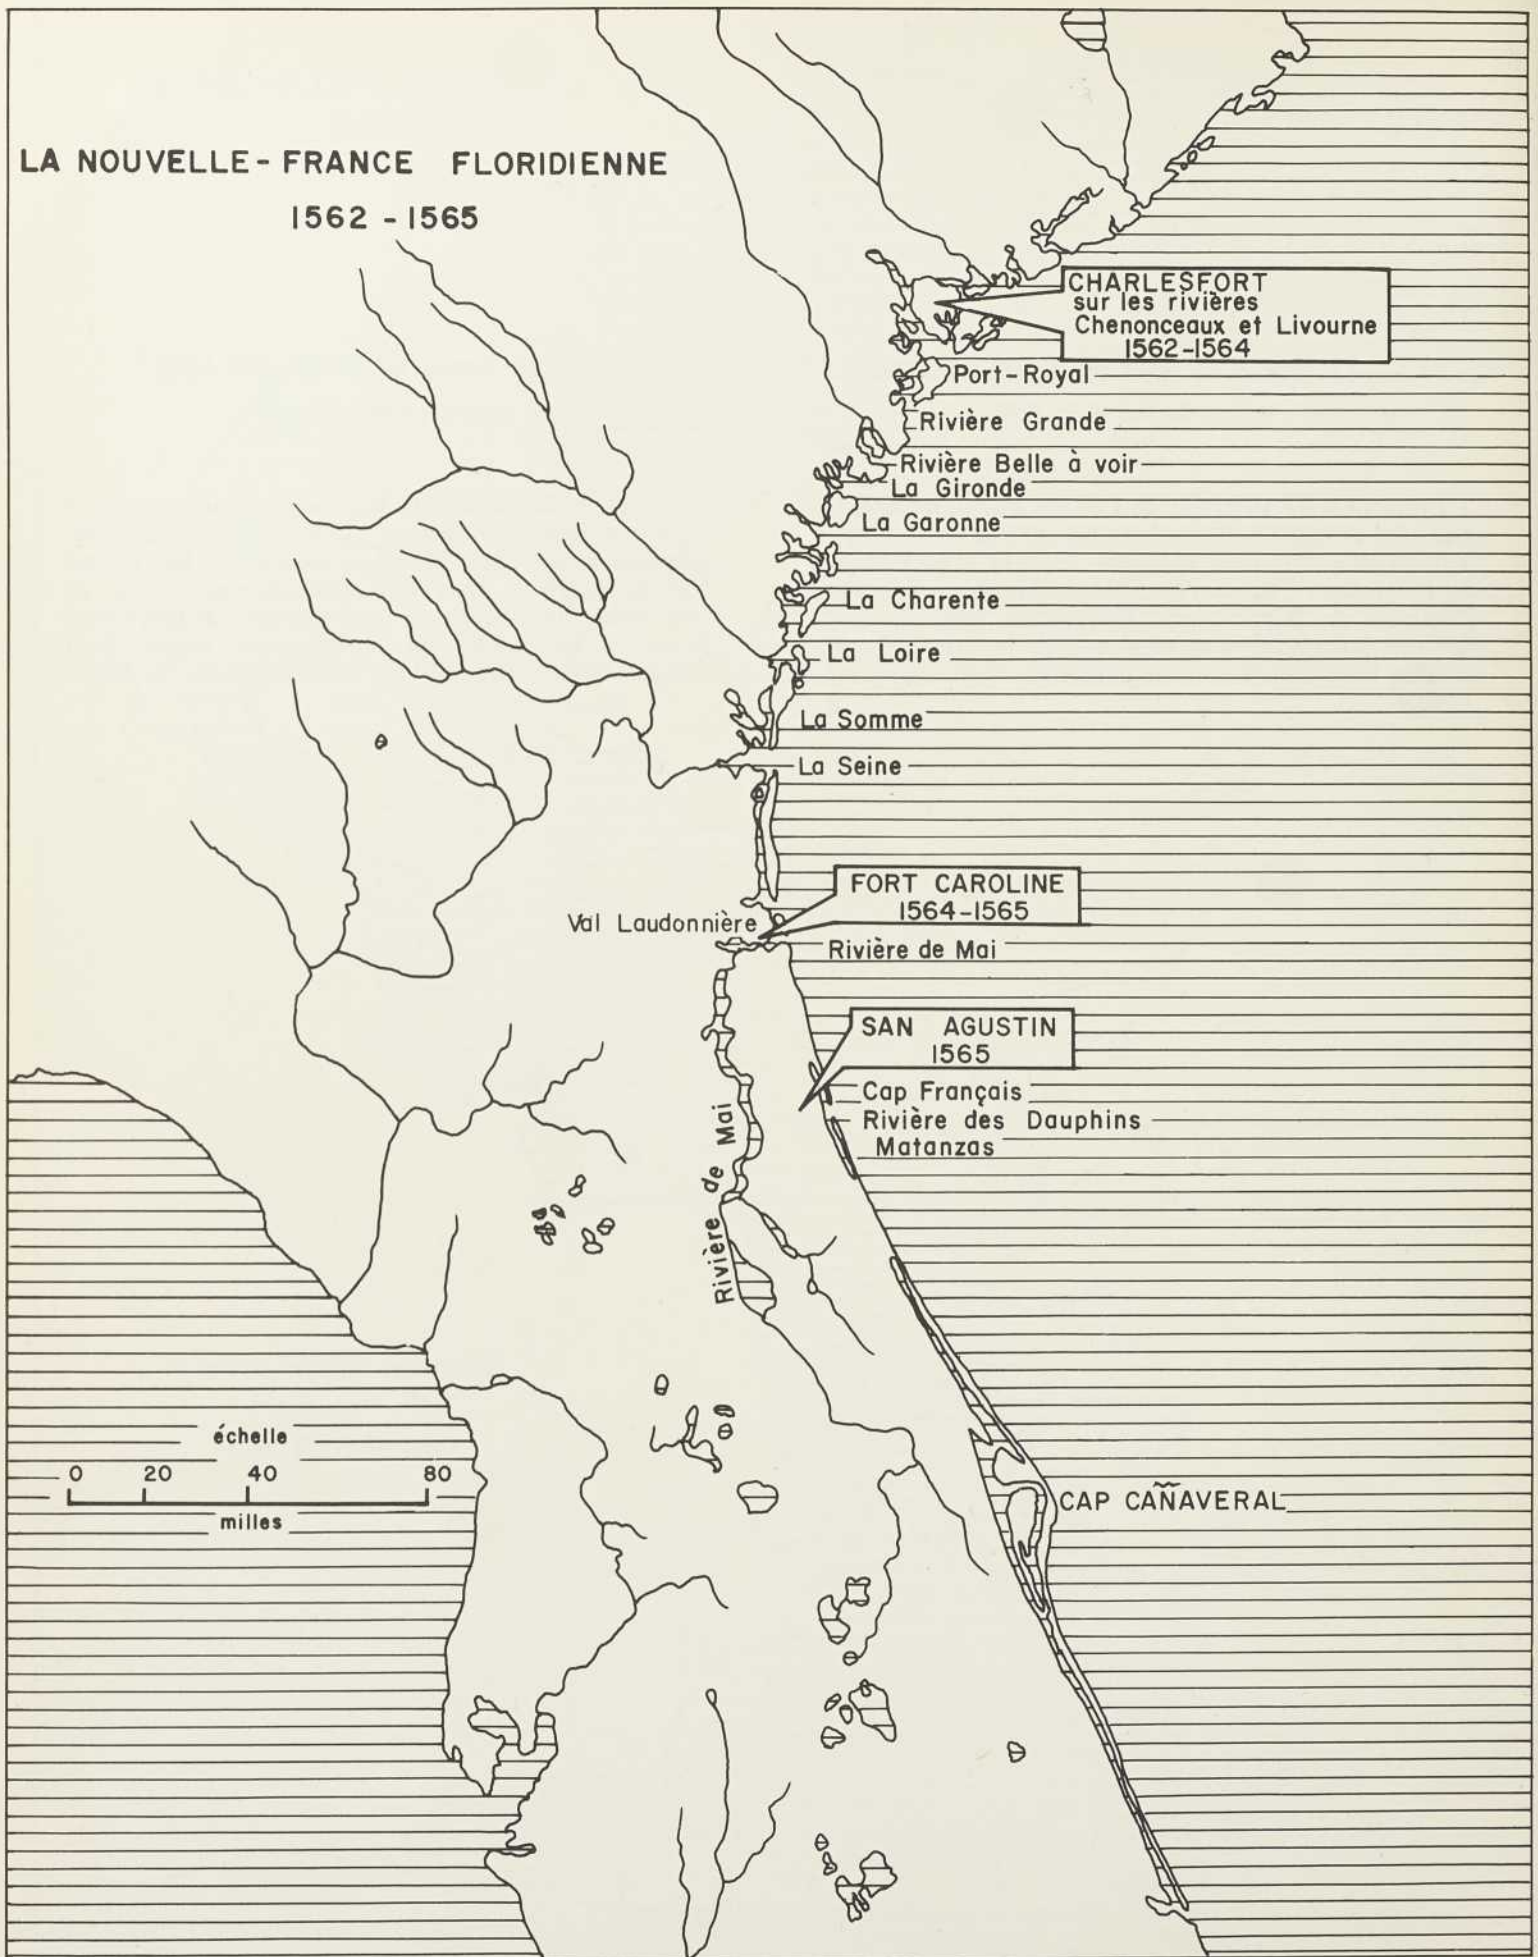 LA NOUVELLE-FRANCE FLORIDIENNE
1562-1565
CHARLESFORT
sur les rivières
Chenonceaux et Livourne
1562-1564
Port-Royal
Rivière Grande
Rivière Belle à voir
La Gironde
La Garonne
La Charente
La Loire
La Somme
La Seine
FORT CAROLINE
1564-1565
Val Laudonnière
Rivière de Mai
SAN AGUSTIN
1565
Cap Français
Rivière des Dauphins
Matanzas
Rivière de Mai
CAP CAÑAVERAL
échelle
0 20 40 80
milles